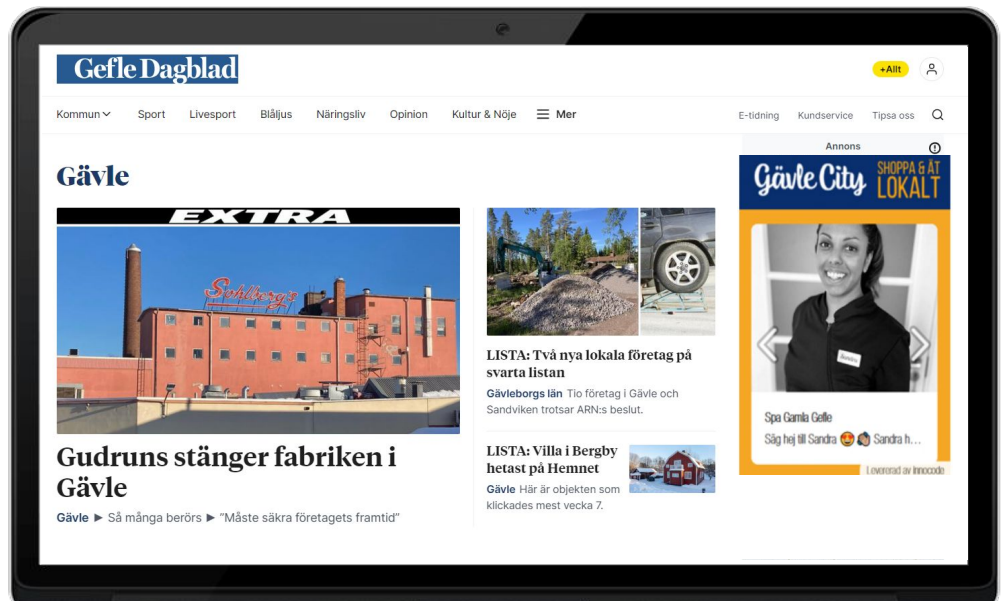 Gefle Dagblad
+Allt
Kommun
Sport
Livesport
Blåljus
Näringsliv
Opinion
Kultur & Nöje
Mer
E-tidning
Kundservice
Tipsa oss
Annons
Gävle
EXTRA
Sohlberg's
Gudruns stänger fabriken i
Gävle
Gävle ► Så många berörs ► ”Måste säkra företagets framtid”
LISTA: Två nya lokala företag på
svarta listan
Gävleborgs län Tio företag i Gävle och
Sandviken trotsar ARN:s beslut.
LISTA: Villa i Bergby
hetast på Hemnet
Gävle Här är objekten som
klickades mest vecka 7.
Gävle City
SHOPPA & ÄT
LOKALT
Sandra
Spa Gamla Gefle
Säg hej till Sandra 😍 👏🏽 Sandra h...
Levererad av Innocode